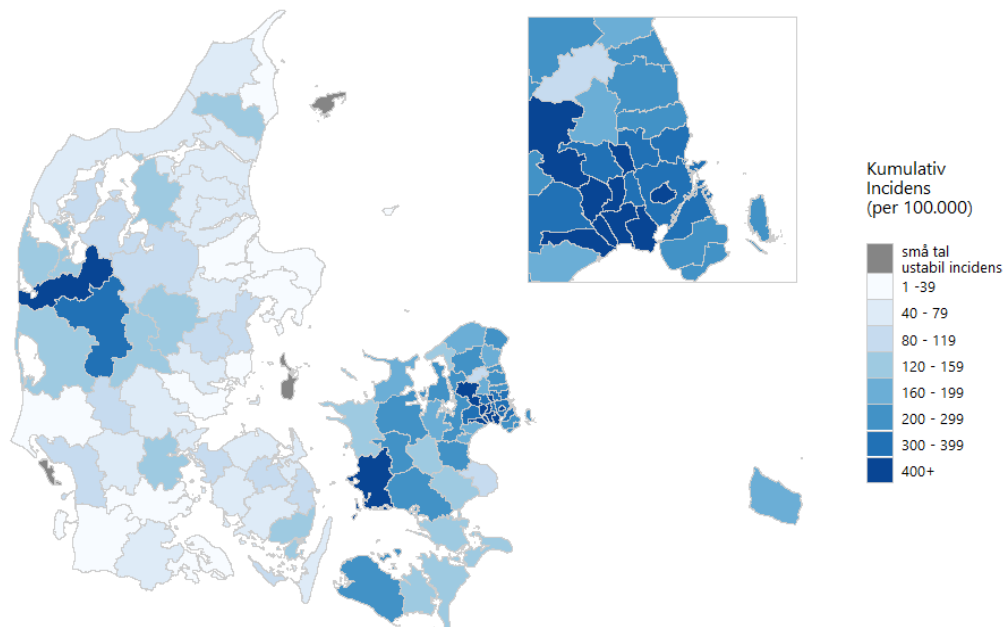 Kumulativ
Incidens
(per 100.000)
små tal
ustabil incidens
1 -39
40 - 79
80 - 119
120 - 159
160 - 199
200 - 299
300 - 399
400+